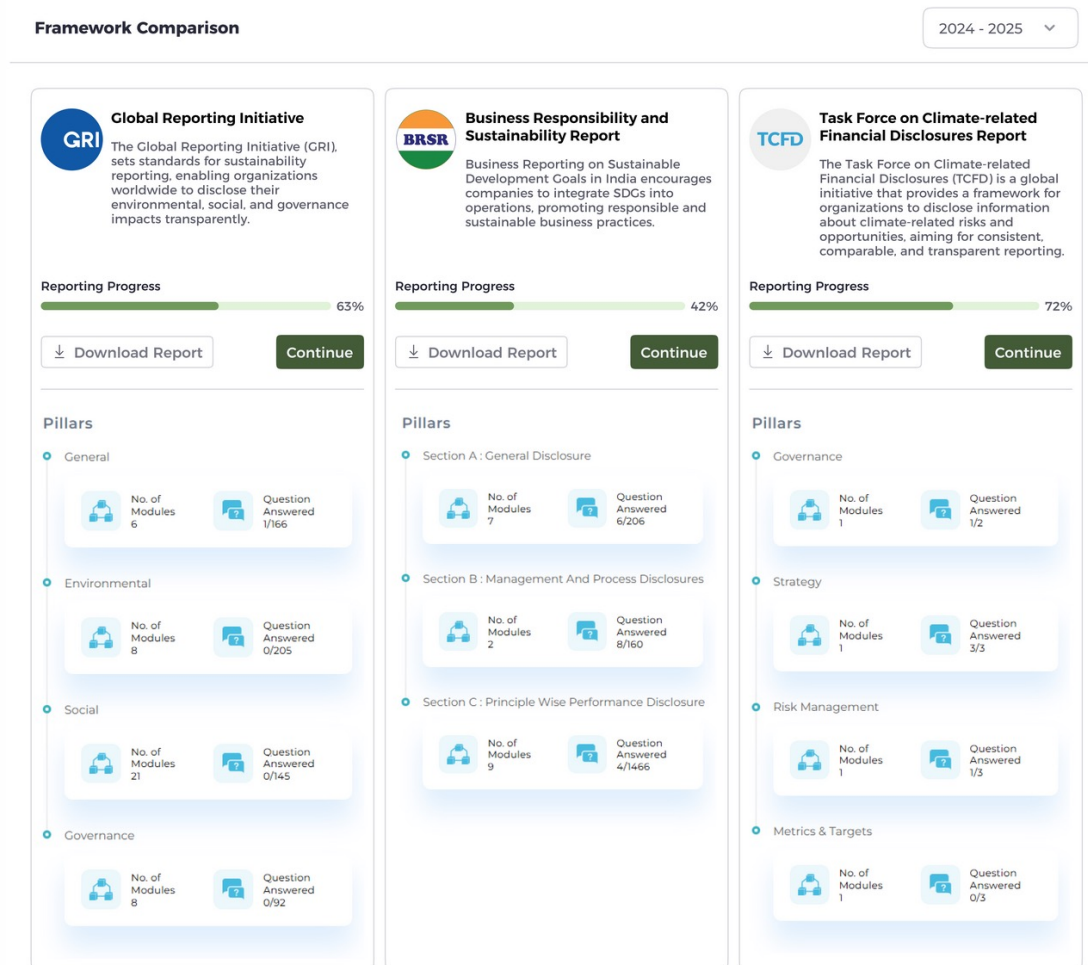 Framework Comparison
2024 - 2025
GRI
Global Reporting Initiative
The Global Reporting Initiative (GRI),
sets standards for sustainability
reporting, enabling organizations
worldwide to disclose their
environmental, social, and governance
impacts transparently.
Reporting Progress
63%
Download Report
Continue
Pillars
General
No. of
Modules
6
Question
Answered
1/166
Environmental
No. of
Modules
8
Question
Answered
0/205
Social
No. of
Modules
21
Question
Answered
0/145
Governance
No. of
Modules
8
Question
Answered
0/92
BRSR
Business Responsibility and
Sustainability Report
Business Reporting on Sustainable
Development Goals in India encourages
companies to integrate SDGs into
operations, promoting responsible and
sustainable business practices.
Reporting Progress
42%
Download Report
Continue
Pillars
Section A : General Disclosure
No. of
Modules
7
Question
Answered
6/206
Section B : Management And Process Disclosures
No. of
Modules
2
Question
Answered
8/160
Section C : Principle Wise Performance Disclosure
No. of
Modules
9
Question
Answered
4/1466
TCFD
Task Force on Climate-related
Financial Disclosures Report
The Task Force on Climate-related
Financial Disclosures (TCFD) is a global
initiative that provides a framework for
organizations to disclose information
about climate-related risks and
opportunities, aiming for consistent,
comparable, and transparent reporting.
Reporting Progress
72%
Download Report
Continue
Pillars
Governance
No. of
Modules
1
Question
Answered
1/2
Strategy
No. of
Modules
1
Question
Answered
3/3
Risk Management
No. of
Modules
1
Question
Answered
1/3
Metrics & Targets
No. of
Modules
1
Question
Answered
0/3